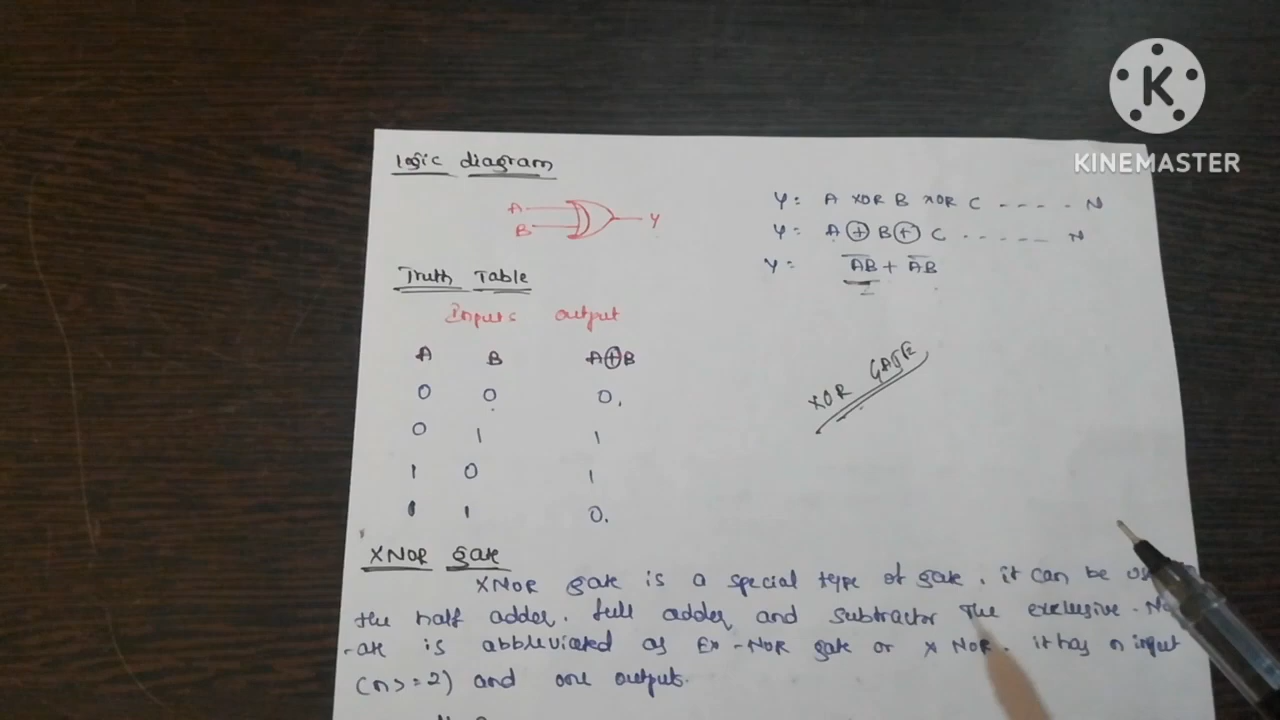 KINEMASTER
Logic diagram
A
B
Y
Y = A XOR B XOR C - - - - N
Y = A ⊕ B ⊕ C - - - - - N
Y = A̅B̅ + A̅B
Truth Table
Inputs output
A B A⊕B
0 0 0.
0 1 1
1 0 1
1 1 0.
XOR GATE
XNOR gate
XNOR gate is a special type of gate. it can be
the half adder. full adder and subtractor The exclusive -
-ate is abbleviated as Ex-NOR gate or X NOR. it has n input
(n>=2) and one outputs.